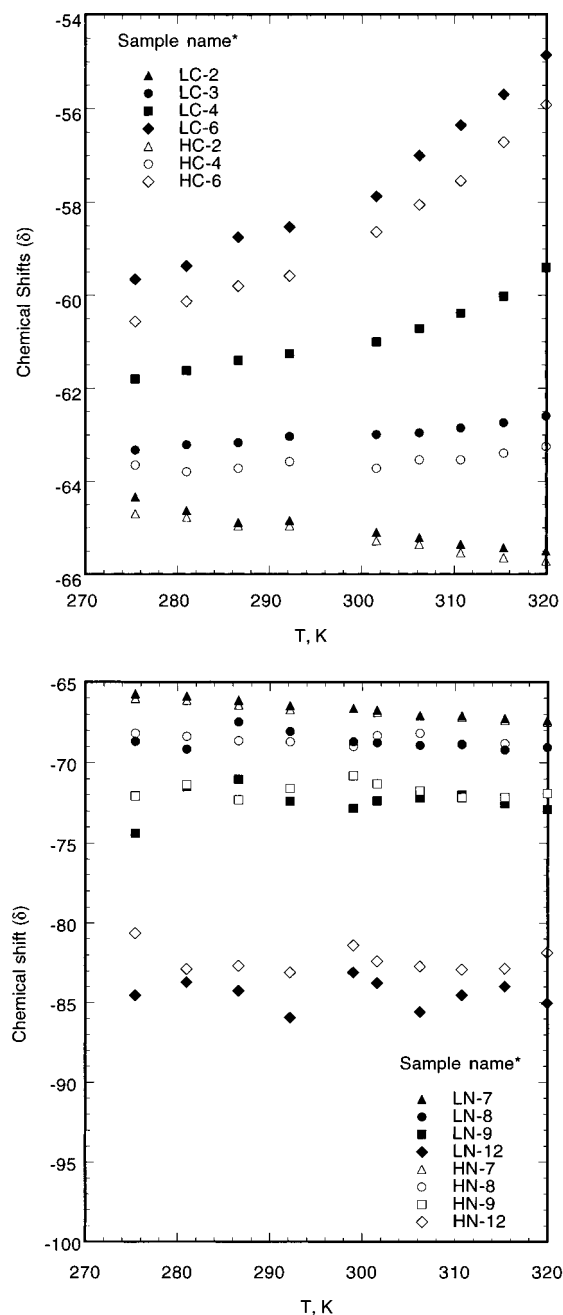 -54
Sample name*
LC-2
LC-3
LC-4
LC-6
HC-2
HC-4
HC-6
-56
-58
-60
-62
-64
-66
Chemical Shifts (δ)
270 280 290 300 310 320
T, K
-65
-70
-75
-80
-85
-90
-95
-100
Chemical shift (δ)
Sample name*
LN-7
LN-8
LN-9
LN-12
HN-7
HN-8
HN-9
HN-12
270 280 290 300 310 320
T, K